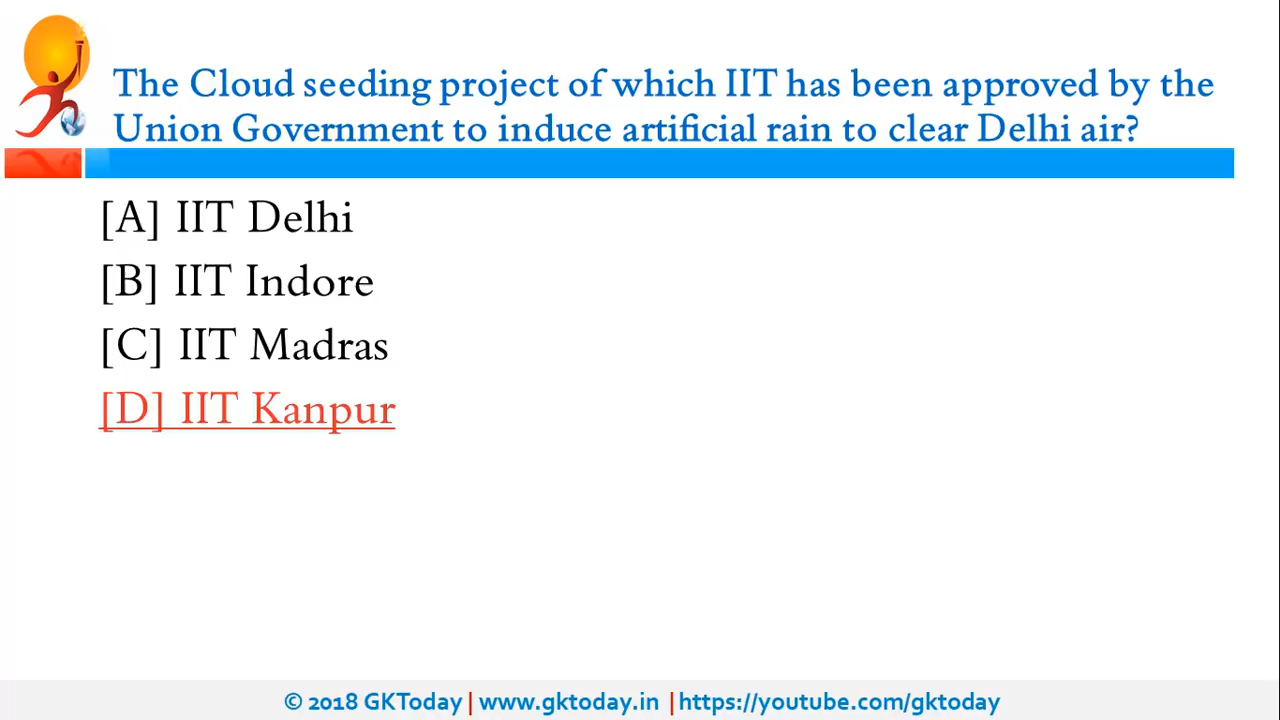 The Cloud seeding project of which IIT has been approved by the
Union Government to induce artificial rain to clear Delhi air?
[A] IIT Delhi
[B] IIT Indore
[C] IIT Madras
[D] IIT Kanpur
© 2018 GKToday | www.gktoday.in | https://youtube.com/gktoday